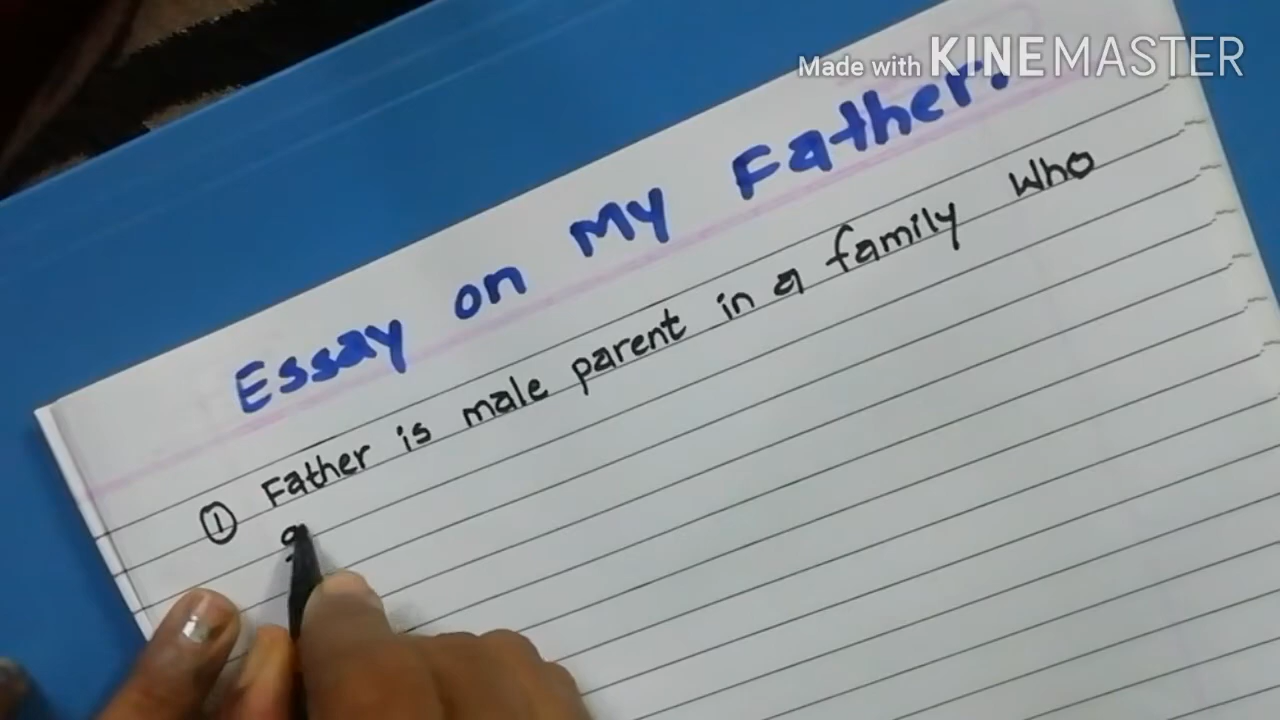 Made with KINEMASTER
Essay on My Father.
① Father is male parent in a family who